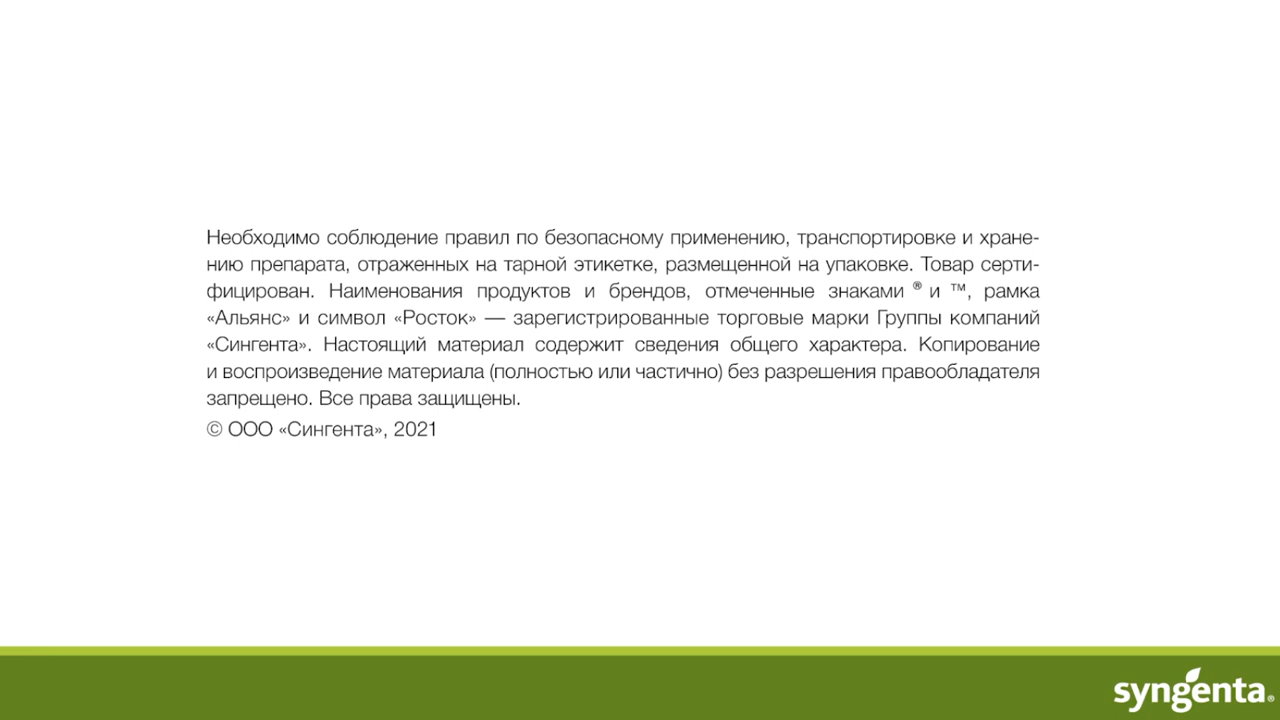 Необходимо соблюдение правил по безопасному применению, транспортировке и хране-
нию препарата, отраженных на тарной этикетке, размещенной на упаковке. Товар серти-
фицирован. Наименования продуктов и брендов, отмеченные знаками ® и ™, рамка
«Альянс» и символ «Росток» — зарегистрированные торговые марки Группы компаний
«Сингента». Настоящий материал содержит сведения общего характера. Копирование
и воспроизведение материала (полностью или частично) без разрешения правообладателя
запрещено. Все права защищены.
© ООО «Сингента», 2021
syngenta®